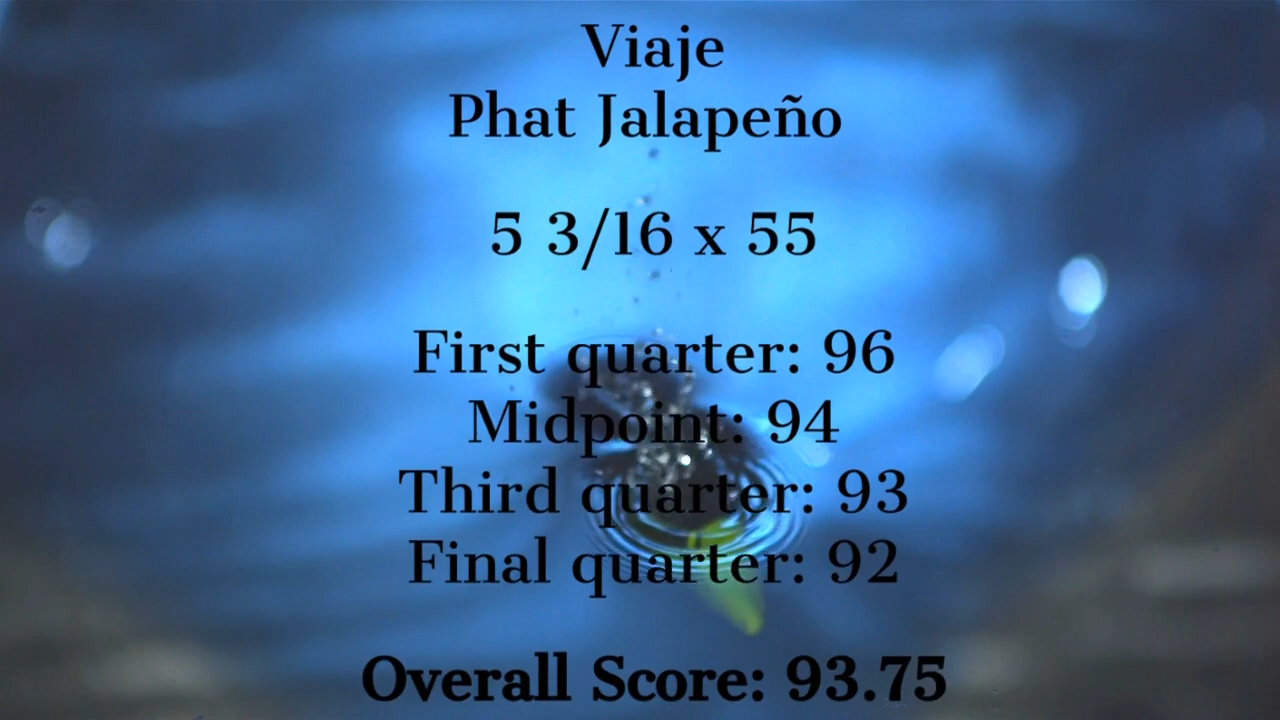 Viaje
Phat Jalapeño
5 3/16 x 55
First quarter: 96
Midpoint: 94
Third quarter: 93
Final quarter: 92
Overall Score: 93.75